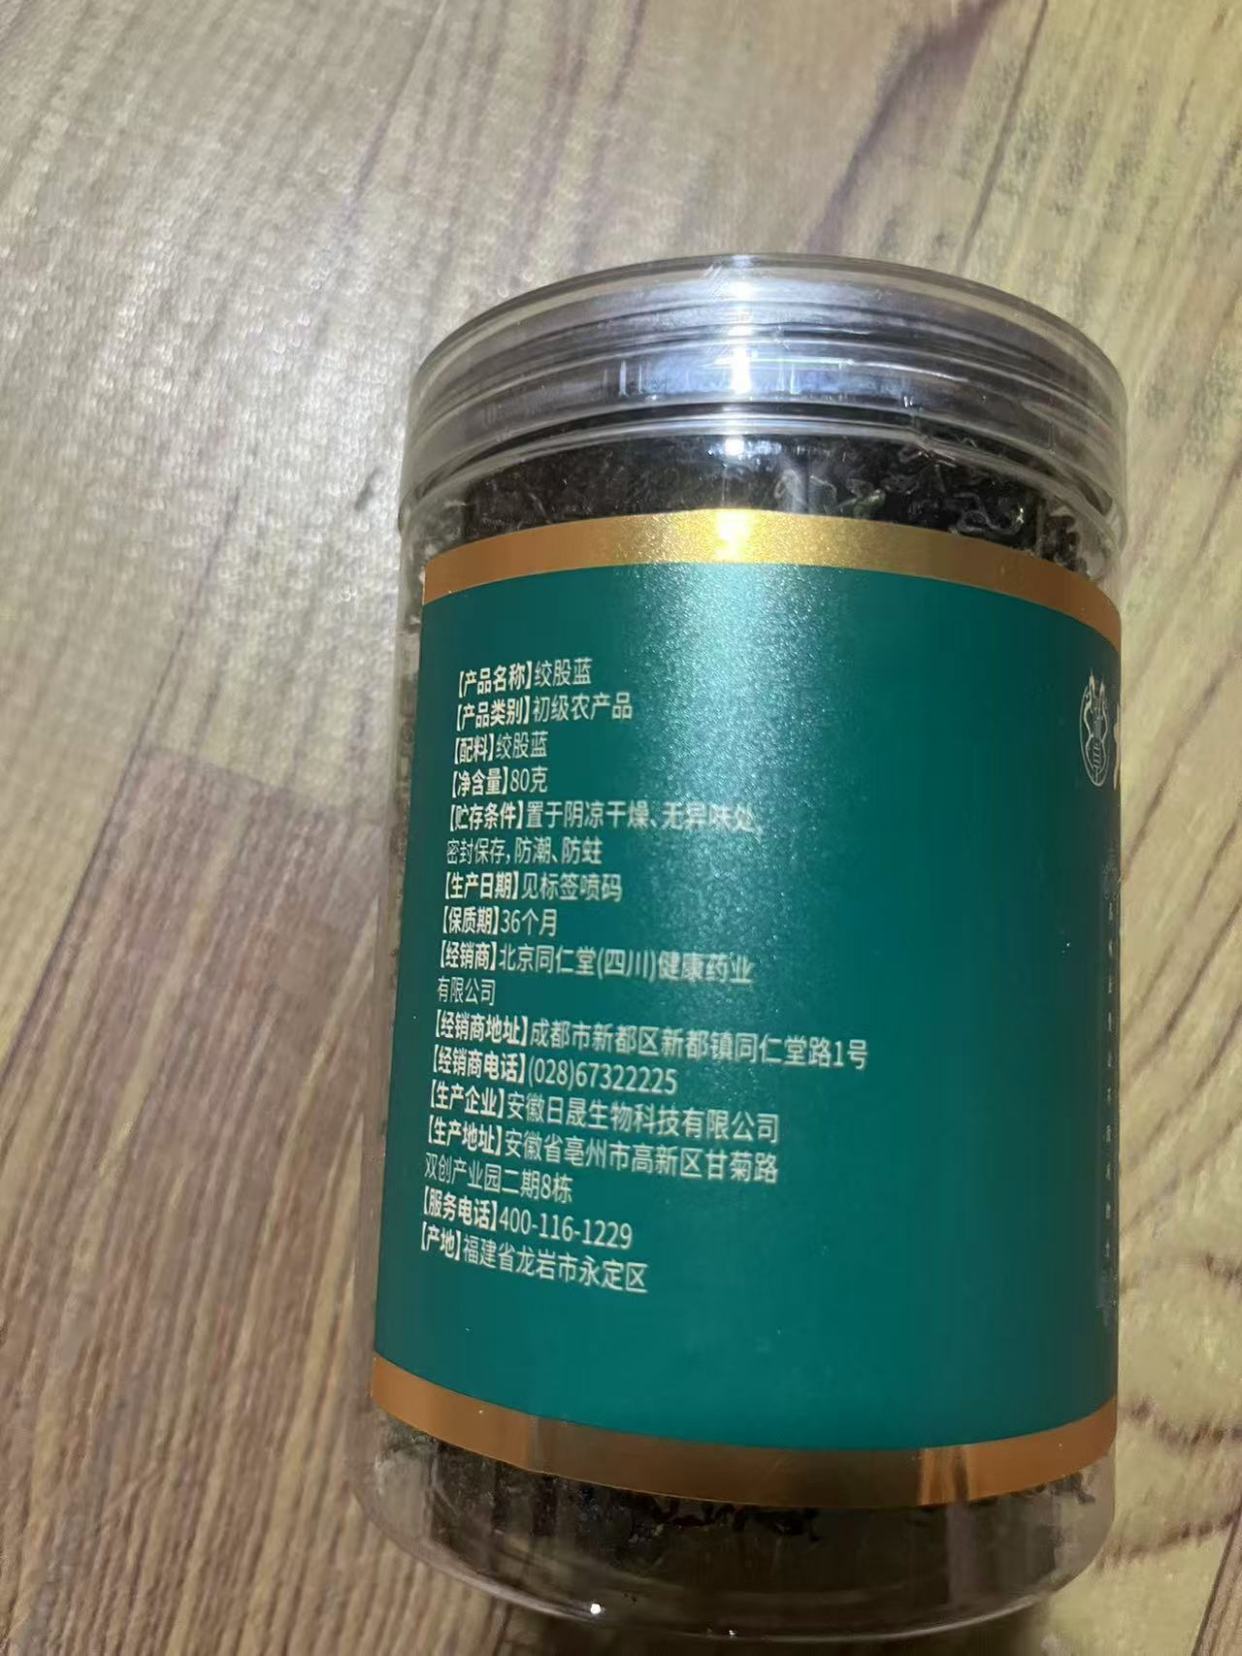 【产品名称】绞股蓝
【产品类别】初级农产品
【配料】绞股蓝
【净含量】80克
【贮存条件】置于阴凉干燥、无异味处,
密封保存,防潮、防蛀
【生产日期】见标签喷码
【保质期】36个月
【经销商】北京同仁堂(四川)健康药业
有限公司
【经销商地址】成都市新都区新都镇同仁堂路1号
【经销商电话】(028)67322225
【生产企业】安徽日晟生物科技有限公司
【生产地址】安徽省亳州市高新区甘菊路
双创产业园二期8栋
【服务电话】400-116-1229
【产地】福建省龙岩市永定区